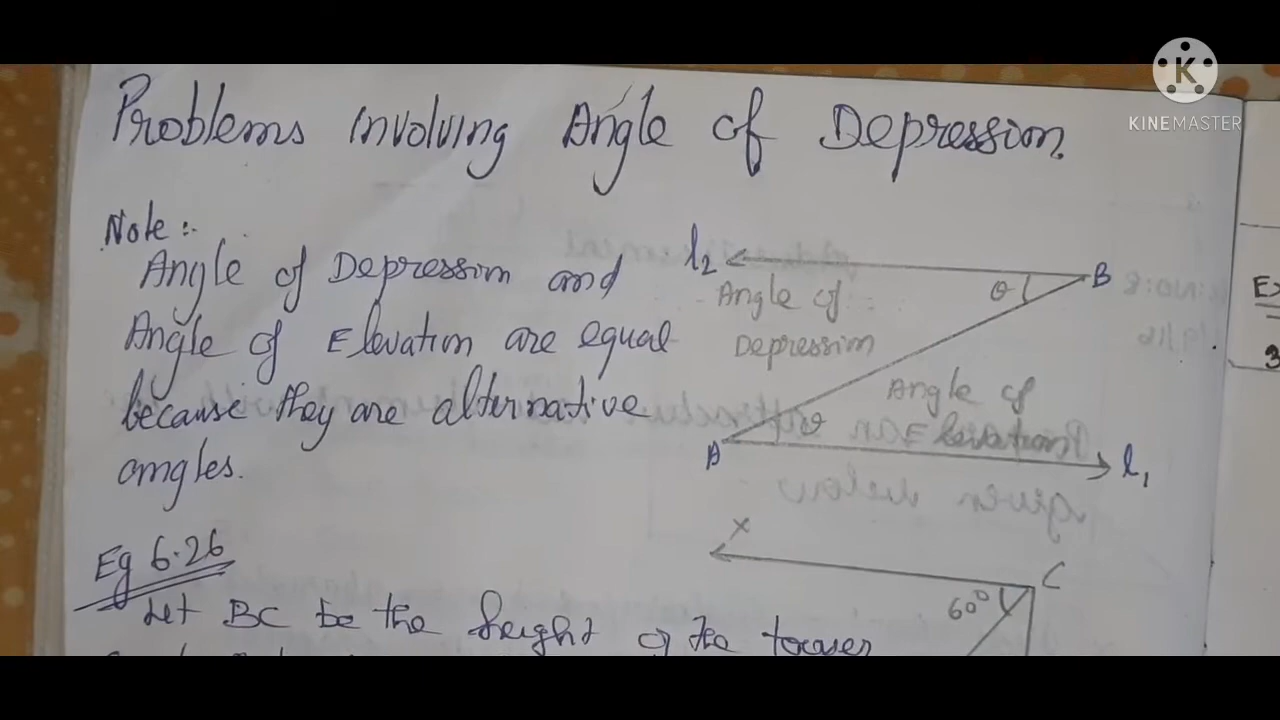 K
KINEMASTER
Problems involving Angle of Depression.
Note :-
Angle of Depression and
Angle of Elevation are equal
because they are alternative
angles.
l2
B
θ
Angle of
Depression
Angle of
Elevation
θ
A
l1
Eg 6.26
X
C
60°
Let BC be the height of the tower
Ex
3